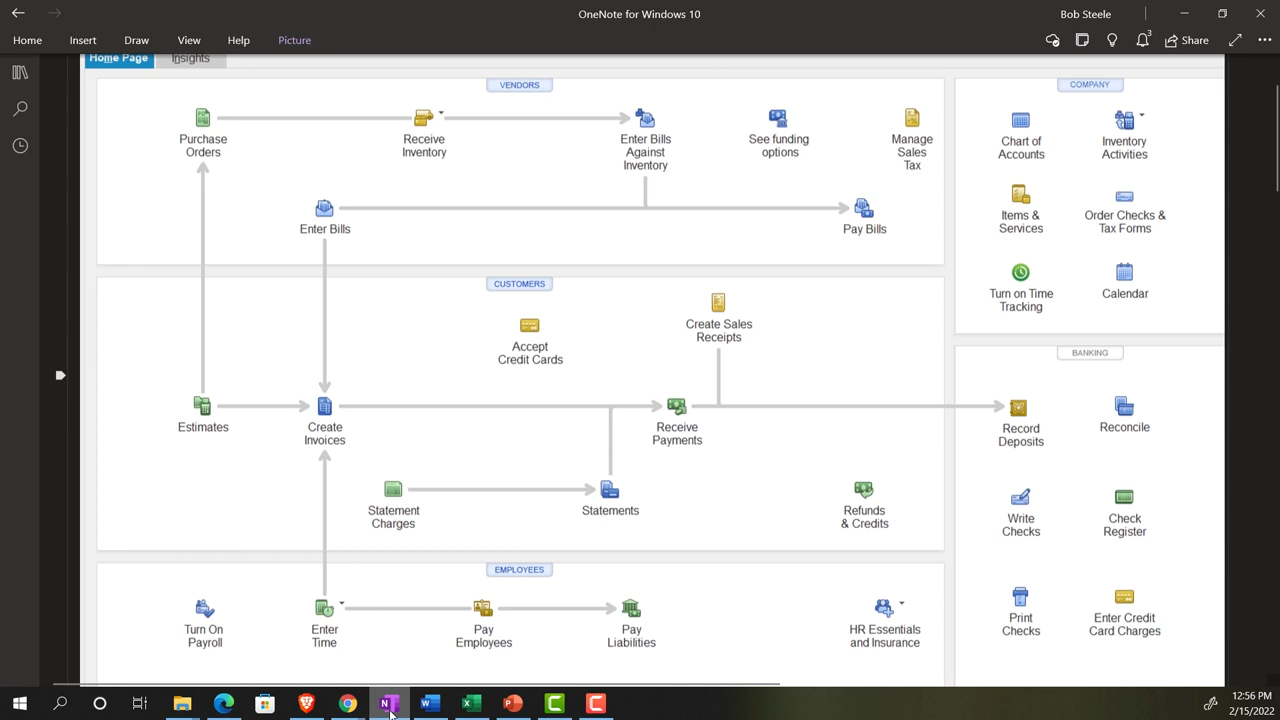 OneNote for Windows 10
Bob Steele
Home
Insert
Draw
View
Help
Picture
3
Share
Home Page
Insights
VENDORS
Purchase
Orders
Receive
Inventory
Enter Bills
Against
Inventory
See funding
options
Manage
Sales
Tax
Enter Bills
Pay Bills
COMPANY
Chart of
Accounts
Inventory
Activities
Items &
Services
Order Checks &
Tax Forms
Turn on Time
Tracking
Calendar
CUSTOMERS
Create Sales
Receipts
Accept
Credit Cards
Estimates
Create
Invoices
Receive
Payments
Statement
Charges
Statements
Refunds
& Credits
BANKING
Record
Deposits
Reconcile
Write
Checks
Check
Register
Print
Checks
Enter Credit
Card Charges
EMPLOYEES
Turn On
Payroll
Enter
Time
Pay
Employees
Pay
Liabilities
HR Essentials
and Insurance
12:56 PM
2/15/2022